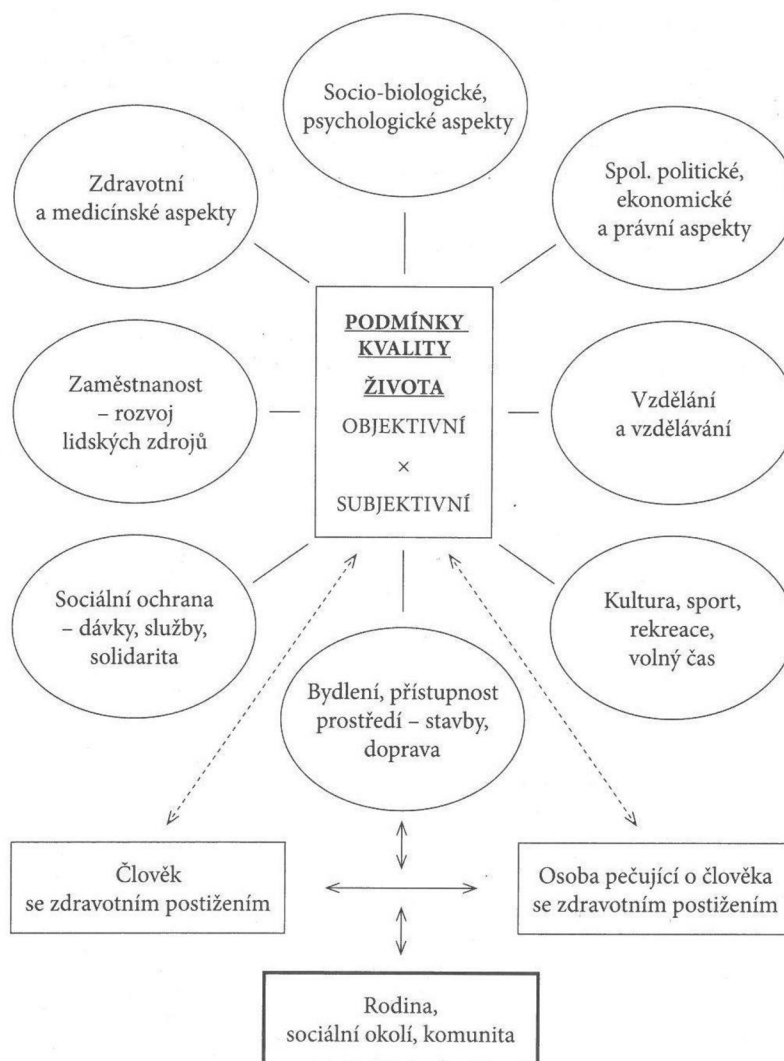 Socio-biologické,
psychologické aspekty
Zdravotní
a medicínské aspekty
Spol. politické,
ekonomické
a právní aspekty
PODMÍNKY
KVALITY
ŽIVOTA
OBJEKTIVNÍ
×
SUBJEKTIVNÍ
Zaměstnanost
– rozvoj
lidských zdrojů
Vzdělání
a vzdělávání
Sociální ochrana
– dávky, služby,
solidarita
Kultura, sport,
rekreace,
volný čas
Bydlení, přístupnost
prostředí – stavby,
doprava
Člověk
se zdravotním postižením
Osoba pečující o člověka
se zdravotním postižením
Rodina,
sociální okolí, komunita